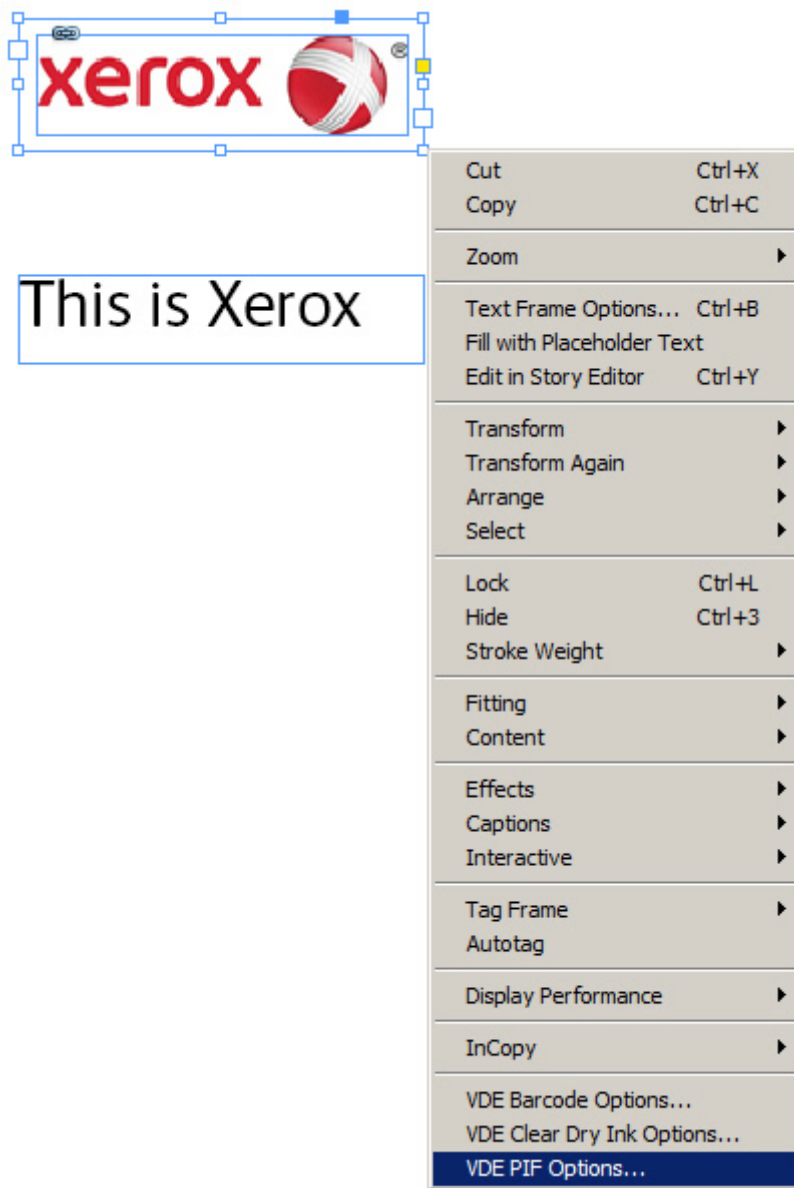 xerox ®
This is Xerox
Cut Ctrl+X
Copy Ctrl+C
Zoom
Text Frame Options... Ctrl+B
Fill with Placeholder Text
Edit in Story Editor Ctrl+Y
Transform
Transform Again
Arrange
Select
Lock Ctrl+L
Hide Ctrl+3
Stroke Weight
Fitting
Content
Effects
Captions
Interactive
Tag Frame
Autotag
Display Performance
InCopy
VDE Barcode Options...
VDE Clear Dry Ink Options...
VDE PIF Options...